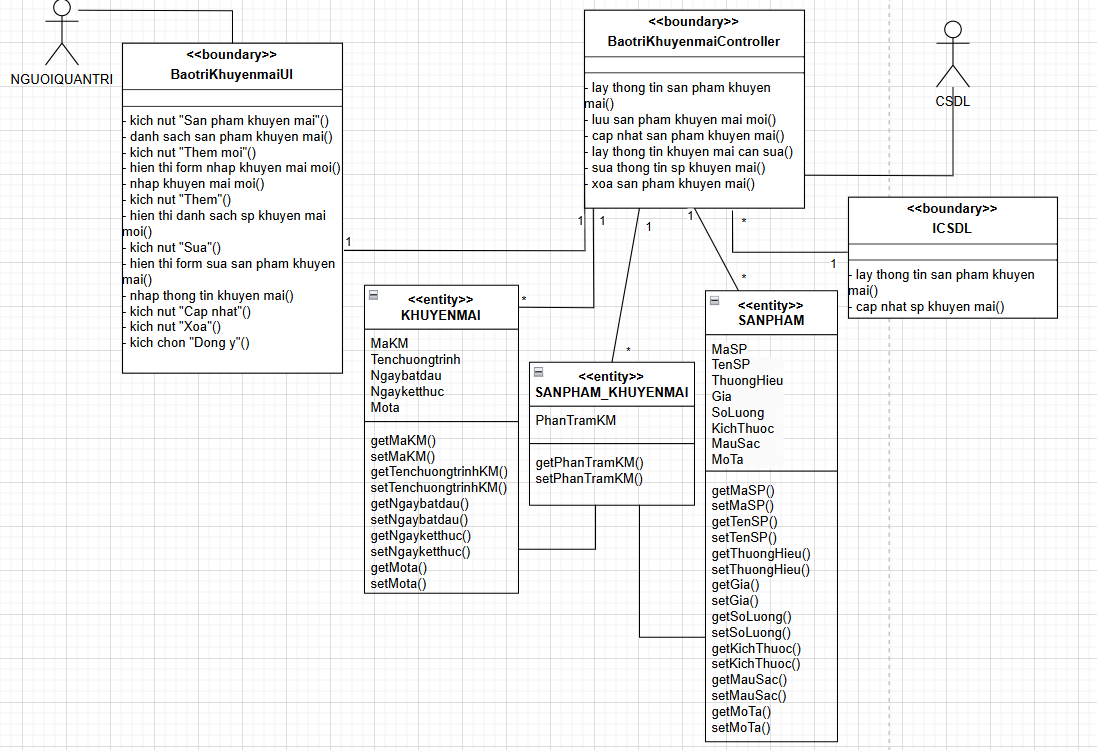 NGUOIQUANTRI
<<boundary>>
BaotriKhuyenmaiUI
- kich nut "San pham khuyen mai"()
- danh sach san pham khuyen mai()
- kich nut "Them moi"()
- hien thi form nhap khuyen mai moi()
- nhap khuyen mai moi()
- kich nut "Them"()
- hien thi danh sach sp khuyen mai
moi()
- kich nut "Sua"()
- hien thi form sua san pham khuyen
mai()
- nhap thong tin khuyen mai()
- kich nut "Cap nhat"()
- kich nut "Xoa"()
- kich chon "Dong y"()
<<boundary>>
BaotriKhuyenmaiController
- lay thong tin san pham khuyen
mai()
- luu san pham khuyen mai moi()
- cap nhat san pham khuyen mai()
- lay thong tin khuyen mai can sua()
- sua thong tin sp khuyen mai()
- xoa san pham khuyen mai()
CSDL
<<boundary>>
ICSDL
- lay thong tin san pham khuyen
mai()
- cap nhat sp khuyen mai()
1
1
1
1
1
*
1
*
*
*
<<entity>>
KHUYENMAI
MaKM
Tenchuongtrinh
Ngaybatdau
Ngayketthuc
Mota
getMaKM()
setMaKM()
getTenchuongtrinhKM()
setTenchuongtrinhKM()
getNgaybatdau()
setNgaybatdau()
getNgayketthuc()
setNgayketthuc()
getMota()
setMota()
<<entity>>
SANPHAM_KHUYENMAI
PhanTramKM
getPhanTramKM()
setPhanTramKM()
<<entity>>
SANPHAM
MaSP
TenSP
ThuongHieu
Gia
SoLuong
KichThuoc
MauSac
MoTa
getMaSP()
setMaSP()
getTenSP()
setTenSP()
getThuongHieu()
setThuongHieu()
getGia()
setGia()
getSoLuong()
setSoLuong()
getKichThuoc()
setKichThuoc()
getMauSac()
setMauSac()
getMoTa()
setMoTa()